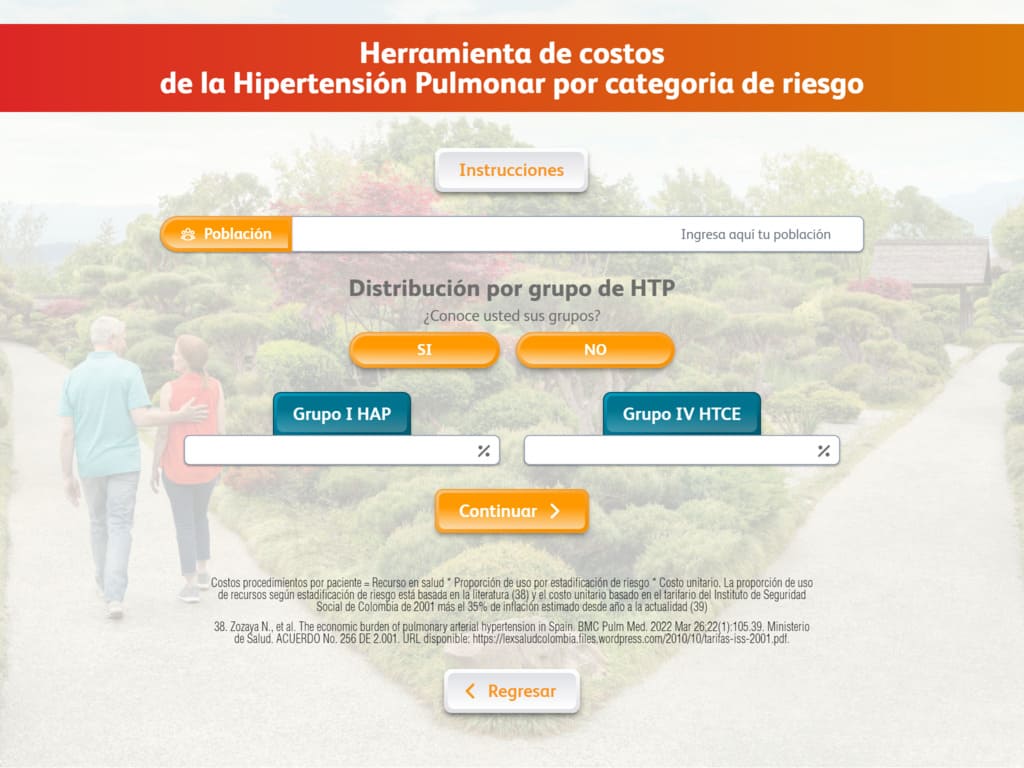 Herramienta de costos
de la Hipertensión Pulmonar por categoria de riesgo
Instrucciones
Población
Ingresa aquí tu población
Distribución por grupo de HTP
¿Conoce usted sus grupos?
SI
NO
Grupo I HAP
Grupo IV HTCE
%
%
Continuar
Costos procedimientos por paciente = Recurso en salud * Proporción de uso por estadificación de riesgo * Costo unitario. La proporción de uso
de recursos según estadificación de riesgo está basada en la literatura (38) y el costo unitario basado en el tarifario del Instituto de Seguridad
Social de Colombia de 2001 más el 35% de inflación estimado desde año a la actualidad (39)
38. Zozaya N., et al. The economic burden of pulmonary arterial hypertension in Spain. BMC Pulm Med. 2022 Mar 26;22(1):105.39. Ministerio
de Salud. ACUERDO No. 256 DE 2.001. URL disponible: https://lexsaludcolombia.files.wordpress.com/2010/10/tarifas-iss-2001.pdf.
Regresar